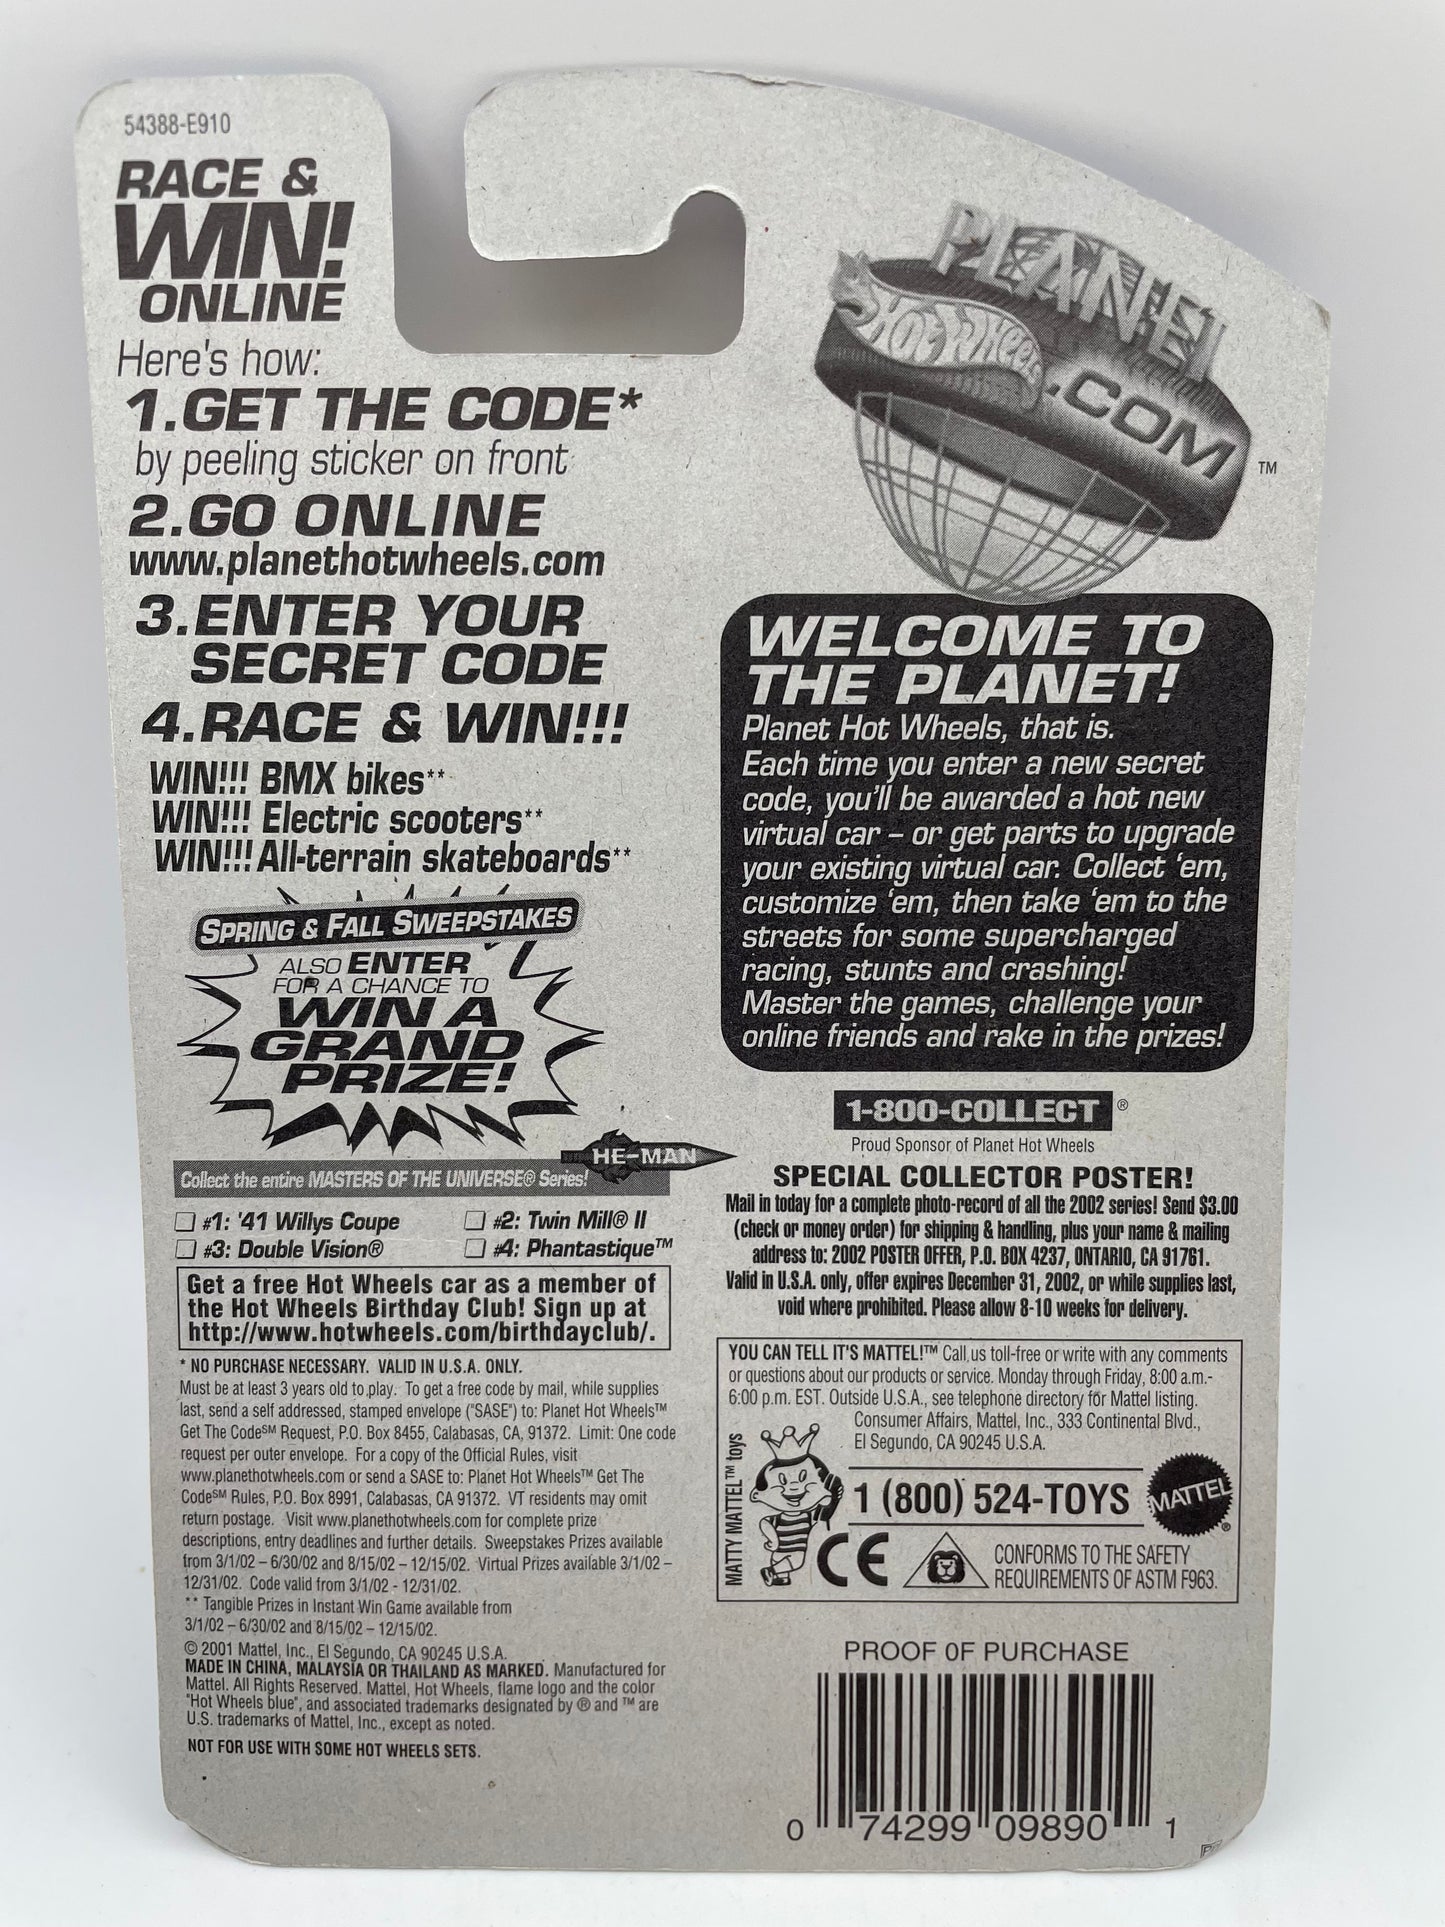 54388-E910
RACE &
WIN!
ONLINE
Here's how:
1.GET THE CODE*
by peeling sticker on front
2.GO ONLINE
www.planethotwheels.com
3.ENTER YOUR
SECRET CODE
4.RACE & WIN!!!
WIN!!! BMX bikes**
WIN!!! Electric scooters**
WIN!!! All-terrain skateboards**
SPRING & FALL SWEEPSTAKES
ALSO ENTER
FOR A CHANCE TO
WIN A
GRAND
PRIZE!
HE-MAN
Collect the entire MASTERS OF THE UNIVERSE® Series!
#1: '41 Willys Coupe
#2: Twin Mill® II
#3: Double Vision®
#4: Phantastique™
Get a free Hot Wheels car as a member of
the Hot Wheels Birthday Club! Sign up at
http://www.hotwheels.com/birthdayclub/.
* NO PURCHASE NECESSARY. VALID IN U.S.A. ONLY.
Must be at least 3 years old to play. To get a free code by mail, while supplies
last, send a self addressed, stamped envelope ("SASE") to: Planet Hot Wheels™
Get The Code℠ Request, P.O. Box 8455, Calabasas, CA, 91372. Limit: One code
request per outer envelope. For a copy of the Official Rules, visit
www.planethotwheels.com or send a SASE to: Planet Hot Wheels™ Get The
Code℠ Rules, P.O. Box 8991, Calabasas, CA 91372. VT residents may omit
return postage. Visit www.planethotwheels.com for complete prize
descriptions, entry deadlines and further details. Sweepstakes Prizes available
from 3/1/02 – 6/30/02 and 8/15/02 – 12/15/02. Virtual Prizes available 3/1/02 –
12/31/02. Code valid from 3/1/02 - 12/31/02.
** Tangible Prizes in Instant Win Game available from
3/1/02 – 6/30/02 and 8/15/02 – 12/15/02.
© 2001 Mattel, Inc., El Segundo, CA 90245 U.S.A.
MADE IN CHINA, MALAYSIA OR THAILAND AS MARKED. Manufactured for
Mattel. All Rights Reserved. Mattel, Hot Wheels, flame logo and the color
"Hot Wheels blue", and associated trademarks designated by ® and ™ are
U.S. trademarks of Mattel, Inc., except as noted.
NOT FOR USE WITH SOME HOT WHEELS SETS.
PLANET
HOT WHEELS
.COM
™
WELCOME TO
THE PLANET!
Planet Hot Wheels, that is.
Each time you enter a new secret
code, you'll be awarded a hot new
virtual car – or get parts to upgrade
your existing virtual car. Collect 'em,
customize 'em, then take 'em to the
streets for some supercharged
racing, stunts and crashing!
Master the games, challenge your
online friends and rake in the prizes!
1-800-COLLECT®
Proud Sponsor of Planet Hot Wheels
SPECIAL COLLECTOR POSTER!
Mail in today for a complete photo-record of all the 2002 series! Send $3.00
(check or money order) for shipping & handling, plus your name & mailing
address to: 2002 POSTER OFFER, P.O. BOX 4237, ONTARIO, CA 91761.
Valid in U.S.A. only, offer expires December 31, 2002, or while supplies last,
void where prohibited. Please allow 8-10 weeks for delivery.
YOU CAN TELL IT'S MATTEL!™ Call us toll-free or write with any comments
or questions about our products or service. Monday through Friday, 8:00 a.m.-
6:00 p.m. EST. Outside U.S.A., see telephone directory for Mattel listing.
Consumer Affairs, Mattel, Inc., 333 Continental Blvd.,
El Segundo, CA 90245 U.S.A.
MATTY MATTEL™ toys
1 (800) 524-TOYS
MATTEL®
CE
CONFORMS TO THE SAFETY
REQUIREMENTS OF ASTM F963.
PROOF OF PURCHASE
0 74299 09890 1